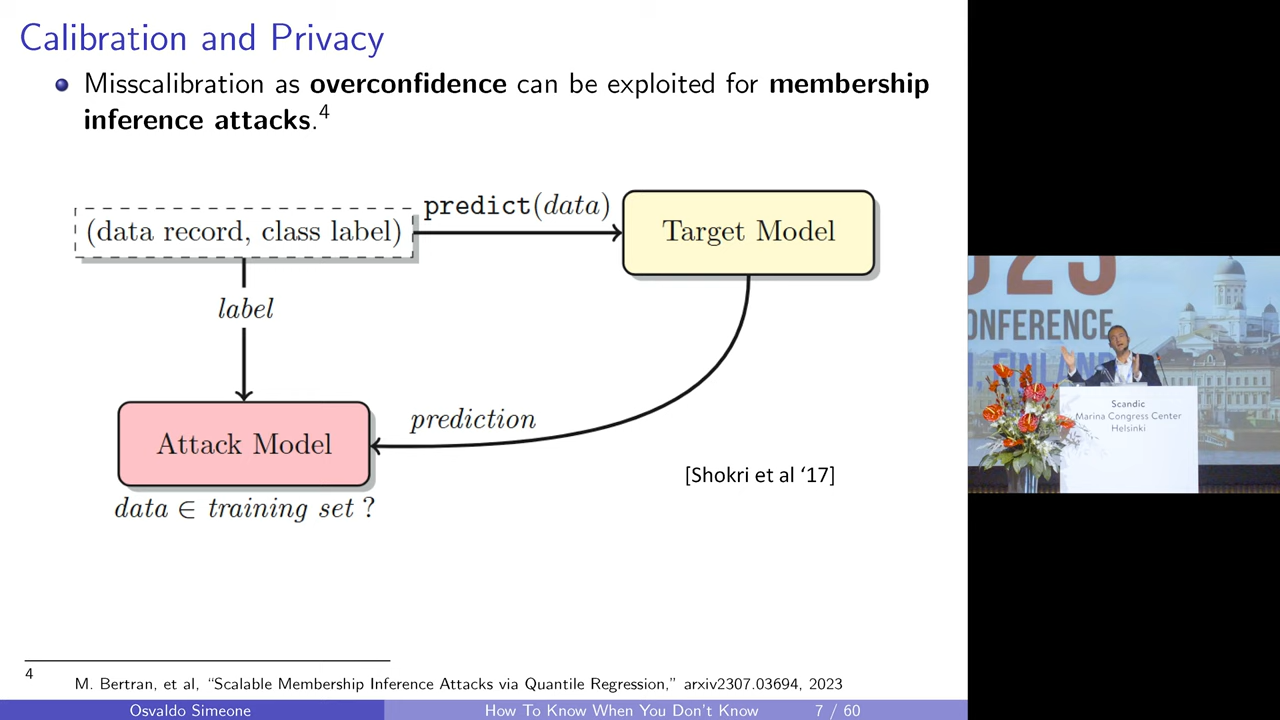 Calibration and Privacy
Misscalibration as overconfidence can be exploited for membership
inference attacks.4
(data record, class label)
predict(data)
Target Model
label
Attack Model
prediction
data ∈ training set ?
[Shokri et al ‘17]
4
M. Bertran, et al, “Scalable Membership Inference Attacks via Quantile Regression,” arxiv2307.03694, 2023
Osvaldo Simeone
How To Know When You Don't Know
7 / 60
2023
ONFERENCE
FINLAND
Scandic
Marina Congress Center
Helsinki